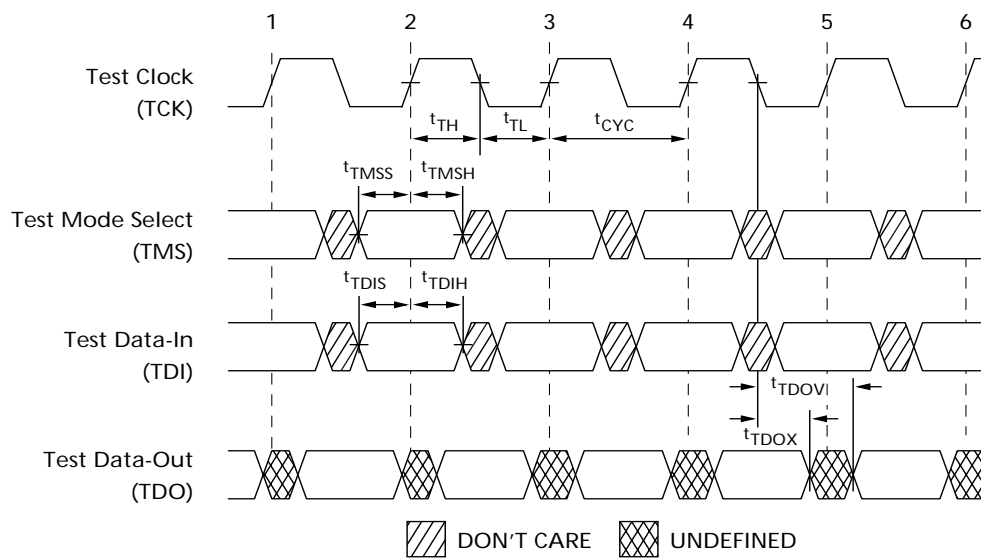 1 2 3 4 5 6
Test Clock
(TCK)
tTH tTL tCYC
tTMSS tTMSH
Test Mode Select
(TMS)
tTDIS tTDIH
Test Data-In
(TDI)
tTDOV
tTDOX
Test Data-Out
(TDO)
DON'T CARE UNDEFINED